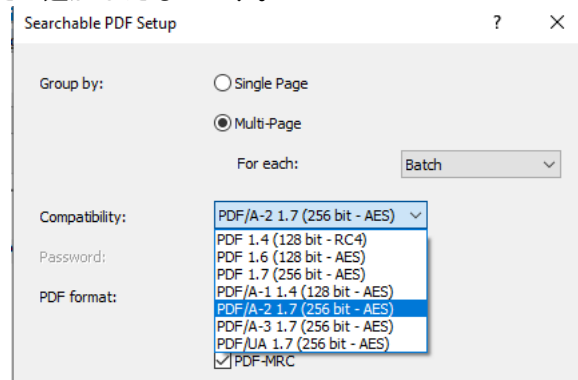 Searchable PDF Setup ? ×
Group by: Single Page
Multi-Page
For each: Batch
Compatibility: PDF/A-2 1.7 (256 bit - AES)
Password:
PDF format:
PDF 1.4 (128 bit - RC4)
PDF 1.6 (128 bit - AES)
PDF 1.7 (256 bit - AES)
PDF/A-1 1.4 (128 bit - AES)
PDF/A-2 1.7 (256 bit - AES)
PDF/A-3 1.7 (256 bit - AES)
PDF/UA 1.7 (256 bit - AES)
PDF-MRC